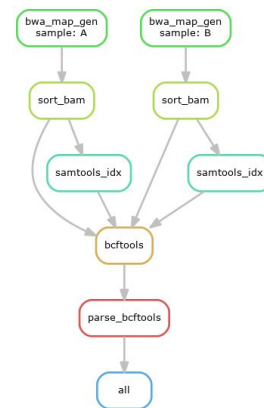 bwa_map_gen
sample: A
bwa_map_gen
sample: B
sort_bam
sort_bam
samtools_idx
samtools_idx
bcftools
parse_bcftools
all